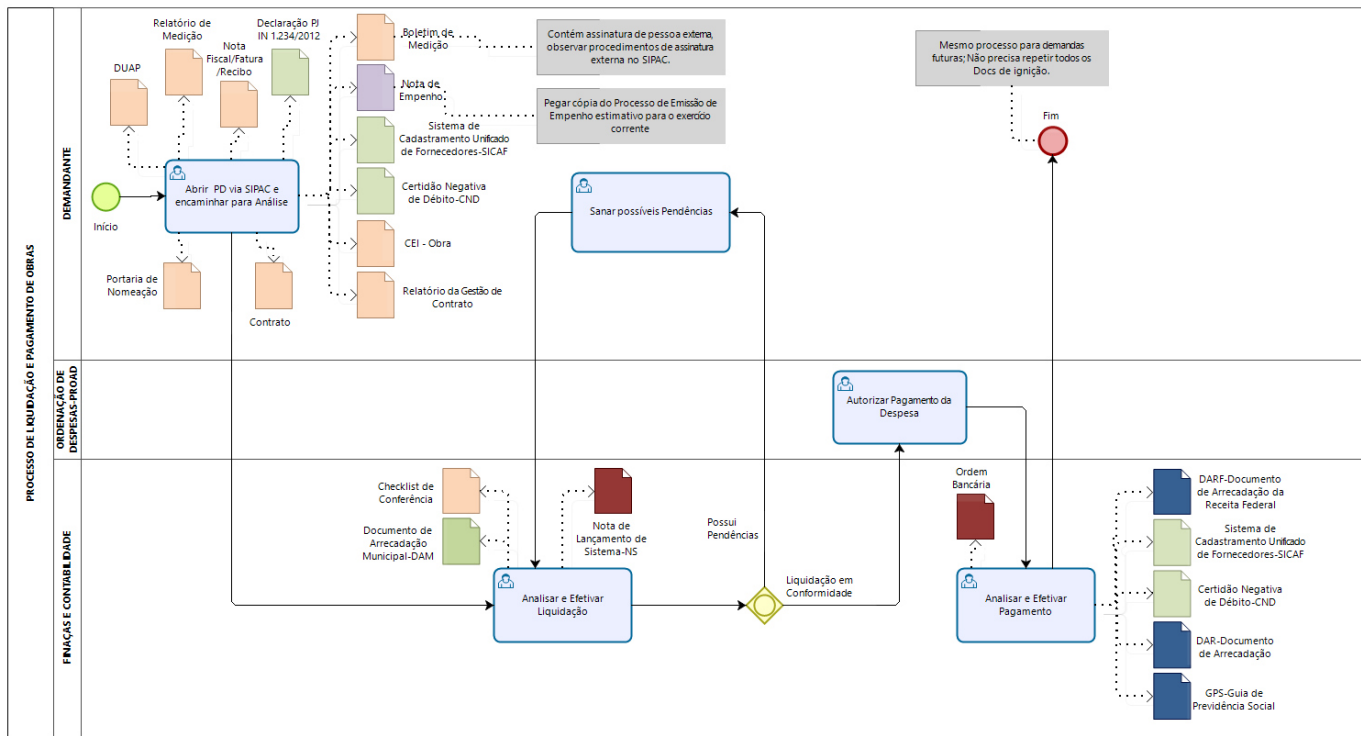 PROCESSO DE LIQUIDAÇÃO E PAGAMENTO DE OBRAS
DEMANDANTE
Início
DUAP
Relatório de
Medição
Nota
Fiscal/Fatura
/Recibo
Declaração PJ
IN 1.234/2012
Abrir PD via SIPAC e
encaminhar para Análise
Portaria de
Nomeação
Contrato
Boletim de
Medição
Nota de
Empenho
Sistema de
Cadastramento Unificado
de Fornecedores-SICAF
Certidão Negativa
de Débito-CND
CEI - Obra
Relatório da Gestão de
Contrato
Contém assinatura de pessoa externa,
observar procedimentos de assinatura
externa no SIPAC.
Pegar cópia do Processo de Emissão de
Empenho estimativo para o exercício
corrente
Sanar possíveis Pendências
Mesmo processo para demandas
futuras; Não precisa repetir todos os
Docs de ignição.
Fim
ORDENAÇÃO DE
DESPESAS-PROAD
Autorizar Pagamento da
Despesa
FINAÇAS E CONTABILIDADE
Checklist de
Conferência
Documento de
Arrecadação
Municipal-DAM
Nota de
Lançamento de
Sistema-NS
Analisar e Efetivar
Liquidação
Possui
Pendências
Liquidação em
Conformidade
Ordem
Bancária
Analisar e Efetivar
Pagamento
DARF-Documento
de Arrecadação da
Receita Federal
Sistema de
Cadastramento Unificado
de Fornecedores-SICAF
Certidão Negativa
de Débito-CND
DAR-Documento
de Arrecadação
GPS-Guia de
Previdência Social